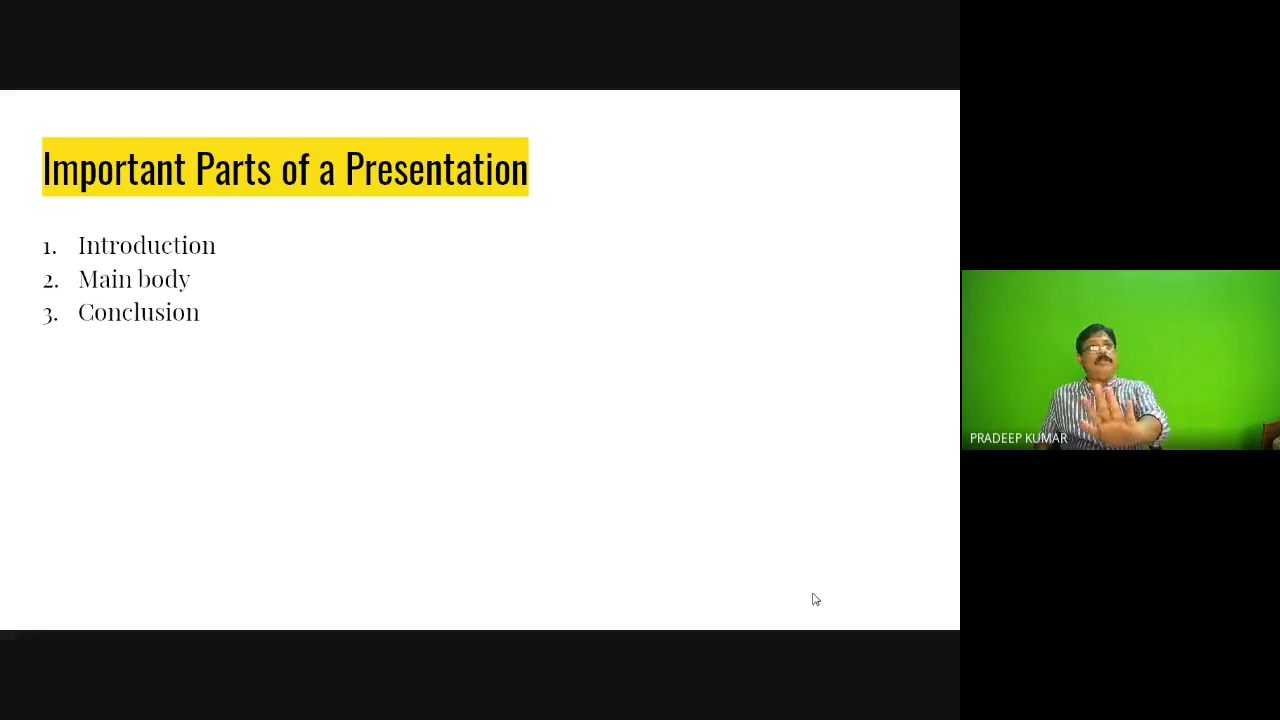 Important Parts of a Presentation
1. Introduction
2. Main body
3. Conclusion
PRADEEP KUMAR